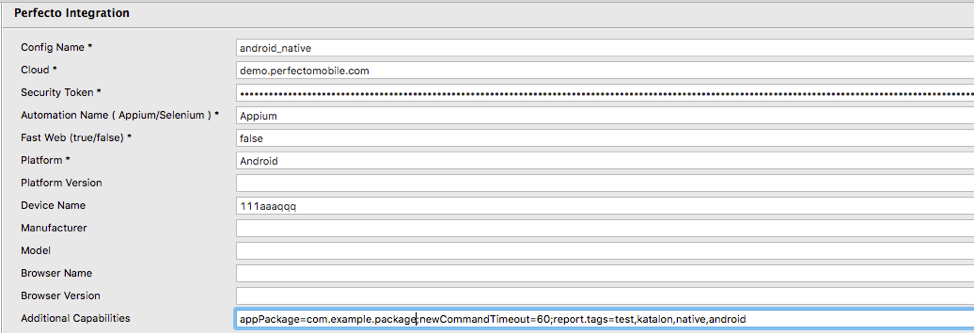 Perfecto Integration
Config Name * android_native
Cloud * demo.perfectomobile.com
Security Token *
Automation Name ( Appium/Selenium ) * Appium
Fast Web (true/false) * false
Platform * Android
Platform Version
Device Name 111aaaqqq
Manufacturer
Model
Browser Name
Browser Version
Additional Capabilities appPackage=com.example.package;newCommandTimeout=60;report.tags=test,katalon,native,android